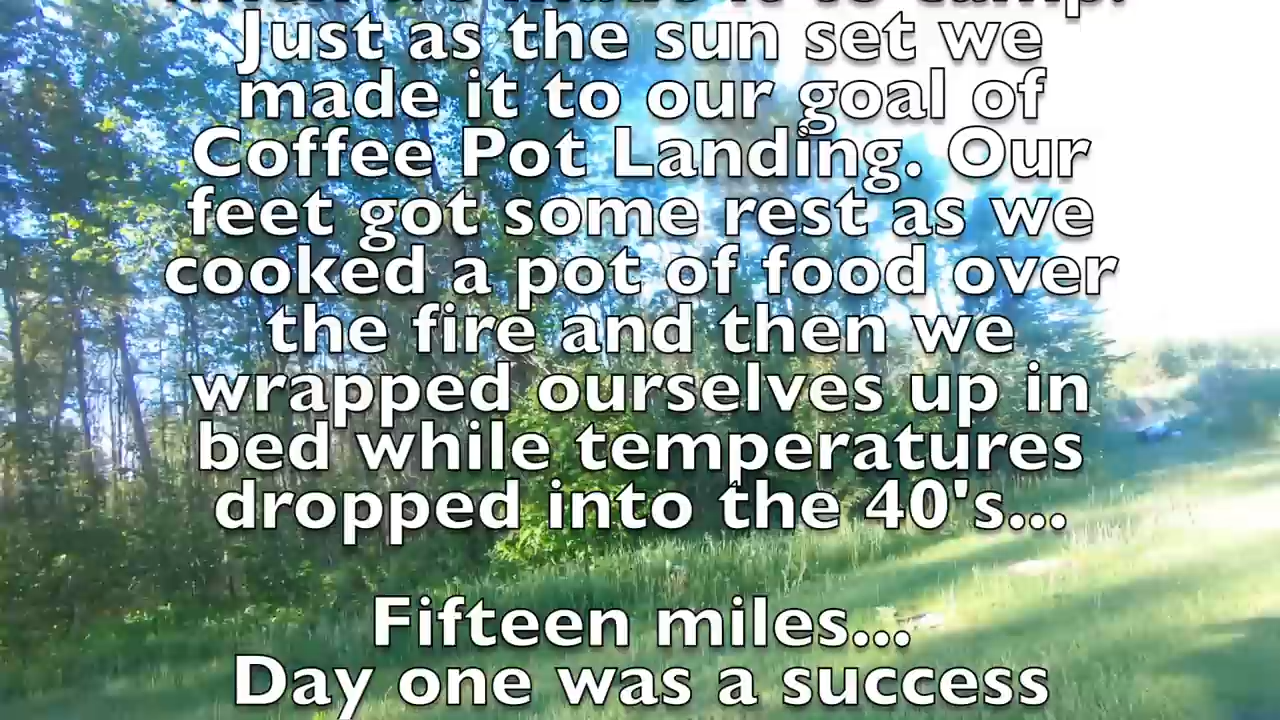 Just as the sun set we
made it to our goal of
Coffee Pot Landing. Our
feet got some rest as we
cooked a pot of food over
the fire and then we
wrapped ourselves up in
bed while temperatures
dropped into the 40's...
Fifteen miles...
Day one was a success